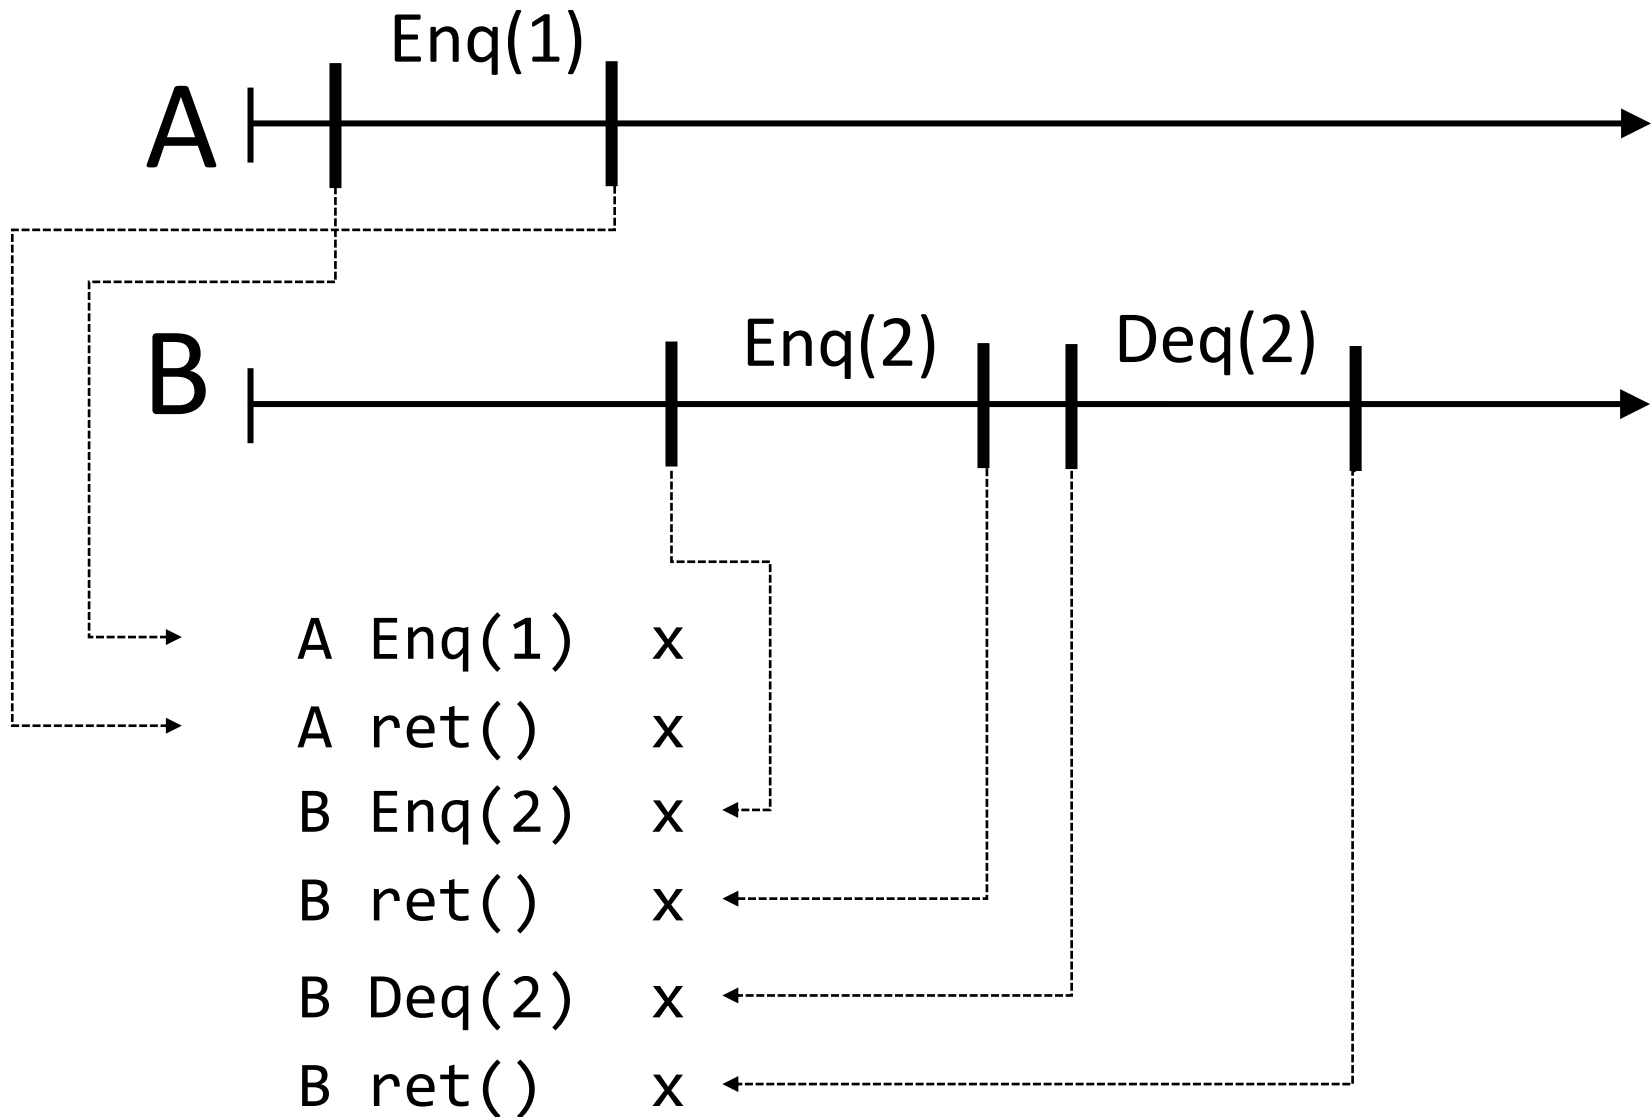 Enq(1)
A
Enq(2)
Deq(2)
B
A Enq(1) x
A ret() x
B Enq(2) x
B ret() x
B Deq(2) x
B ret() x